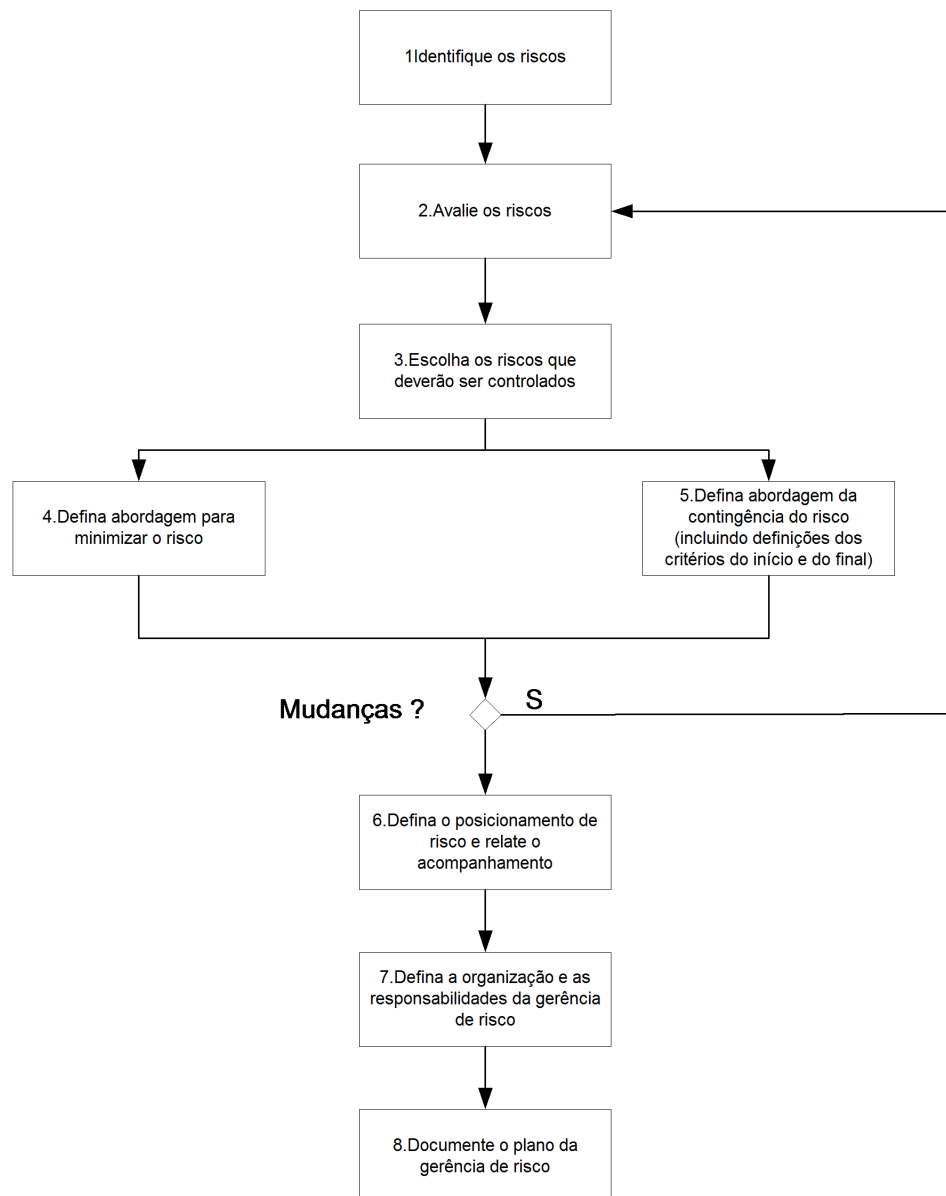 1Identifique os riscos
2.Avalie os riscos
3.Escolha os riscos que
deverão ser controlados
4.Defina abordagem para
minimizar o risco
5.Defina abordagem da
contingência do risco
(incluindo definições dos
critérios do início e do final)
Mudanças ?
S
6.Defina o posicionamento de
risco e relate o
acompanhamento
7.Defina a organização e as
responsabilidades da gerência
de risco
8.Documente o plano da
gerência de risco